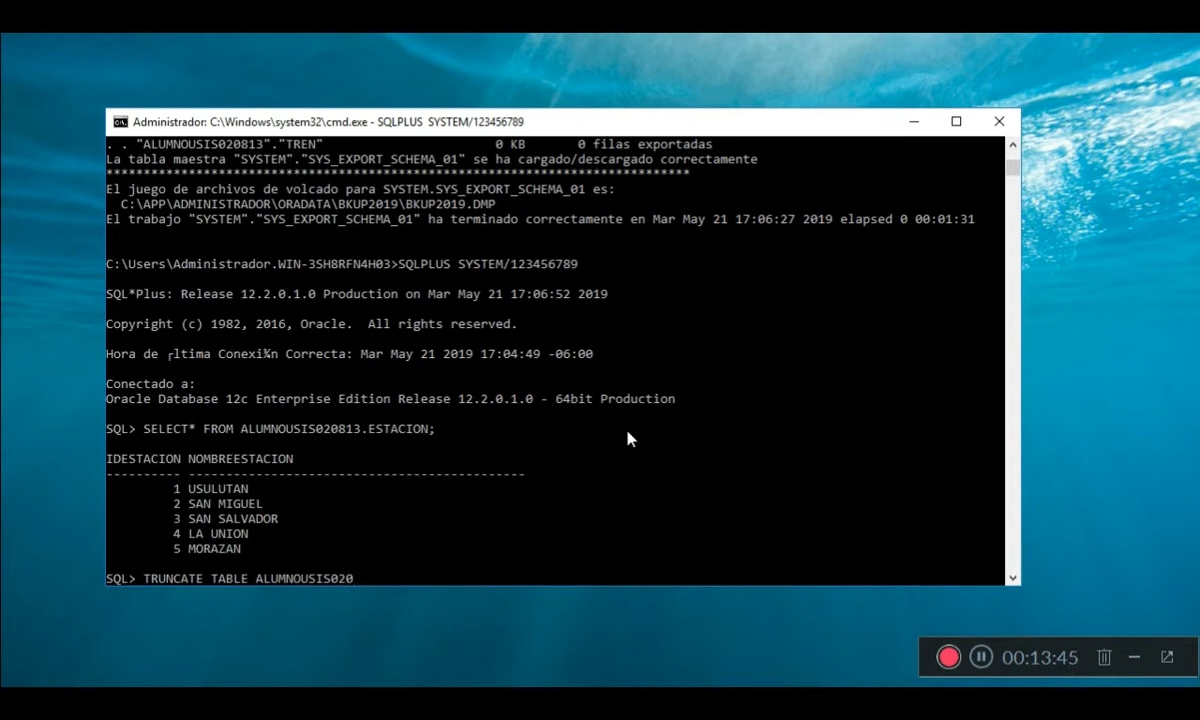 Administrador: C:\Windows\system32\cmd.exe - SQLPLUS  SYSTEM/123456789
. . "ALUMNOUSIS020813"."TREN"                        0 KB       0 filas exportadas
La tabla maestra "SYSTEM"."SYS_EXPORT_SCHEMA_01" se ha cargado/descargado correctamente
******************************************************************************
El juego de archivos de volcado para SYSTEM.SYS_EXPORT_SCHEMA_01 es:
  C:\APP\ADMINISTRADOR\ORADATA\BKUP2019\BKUP2019.DMP
El trabajo "SYSTEM"."SYS_EXPORT_SCHEMA_01" ha terminado correctamente en Mar May 21 17:06:27 2019 elapsed 0 00:01:31
C:\Users\Administrador.WIN-3SH8RFN4H03>SQLPLUS SYSTEM/123456789
SQL*Plus: Release 12.2.0.1.0 Production on Mar May 21 17:06:52 2019
Copyright (c) 1982, 2016, Oracle.  All rights reserved.
Hora de ┌ltima Conexi¾n Correcta: Mar May 21 2019 17:04:49 -06:00
Conectado a:
Oracle Database 12c Enterprise Edition Release 12.2.0.1.0 - 64bit Production
SQL> SELECT* FROM ALUMNOUSIS020813.ESTACION;
IDESTACION NOMBREESTACION
---------- ---------------------------------------------
         1 USULUTAN
         2 SAN MIGUEL
         3 SAN SALVADOR
         4 LA UNION
         5 MORAZAN
SQL> TRUNCATE TABLE ALUMNOUSIS020
00:13:45